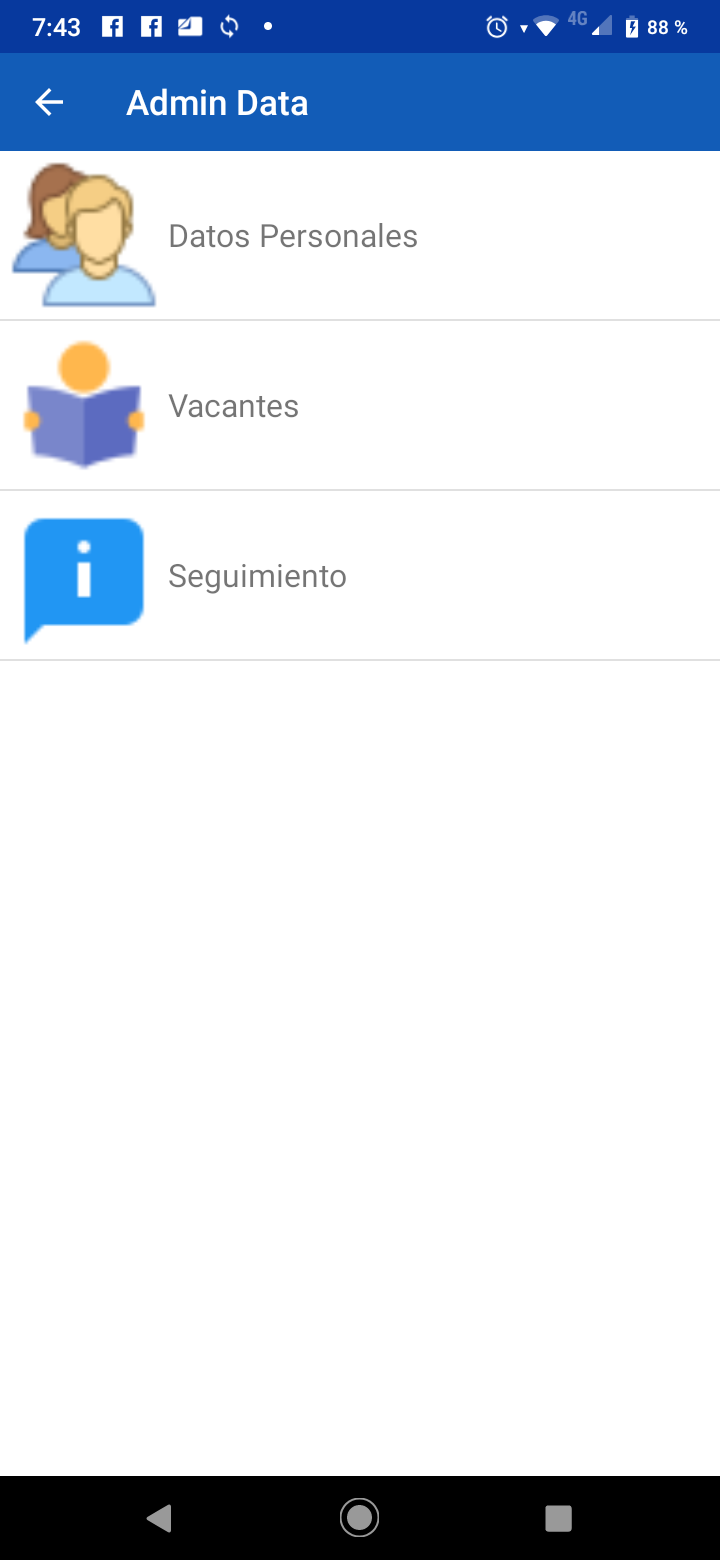 7:43 4G 88 %
Admin Data
Datos Personales
Vacantes
Seguimiento